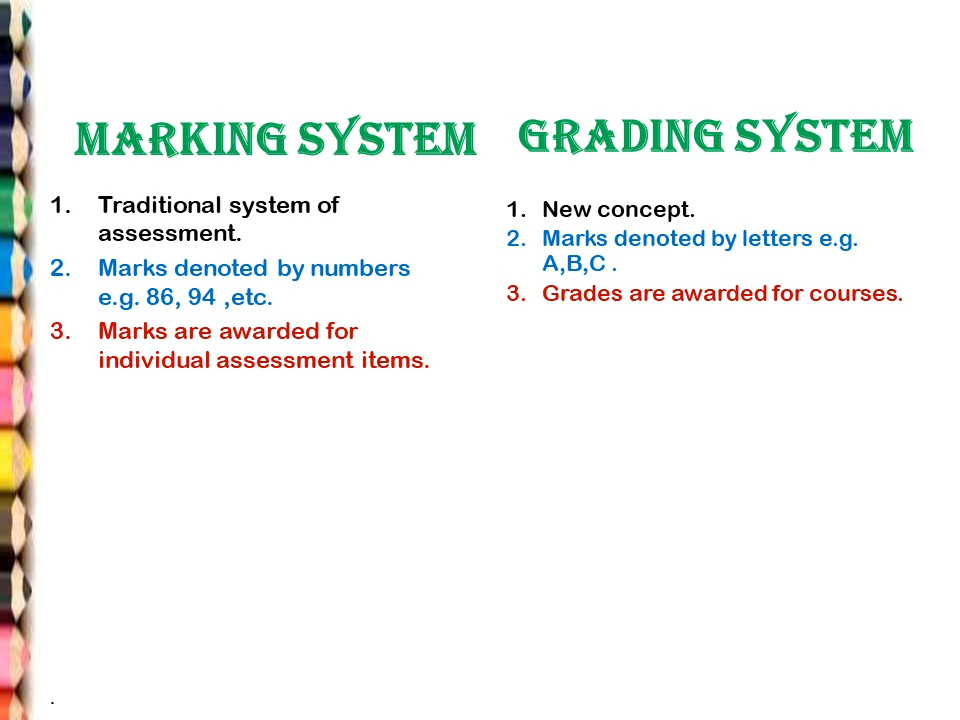 MARKING SYSTEM
1. Traditional system of
assessment.
2. Marks denoted by numbers
e.g. 86, 94 ,etc.
3. Marks are awarded for
individual assessment items.
GRADING SYSTEM
1. New concept.
2. Marks denoted by letters e.g.
A,B,C .
3. Grades are awarded for courses.
.